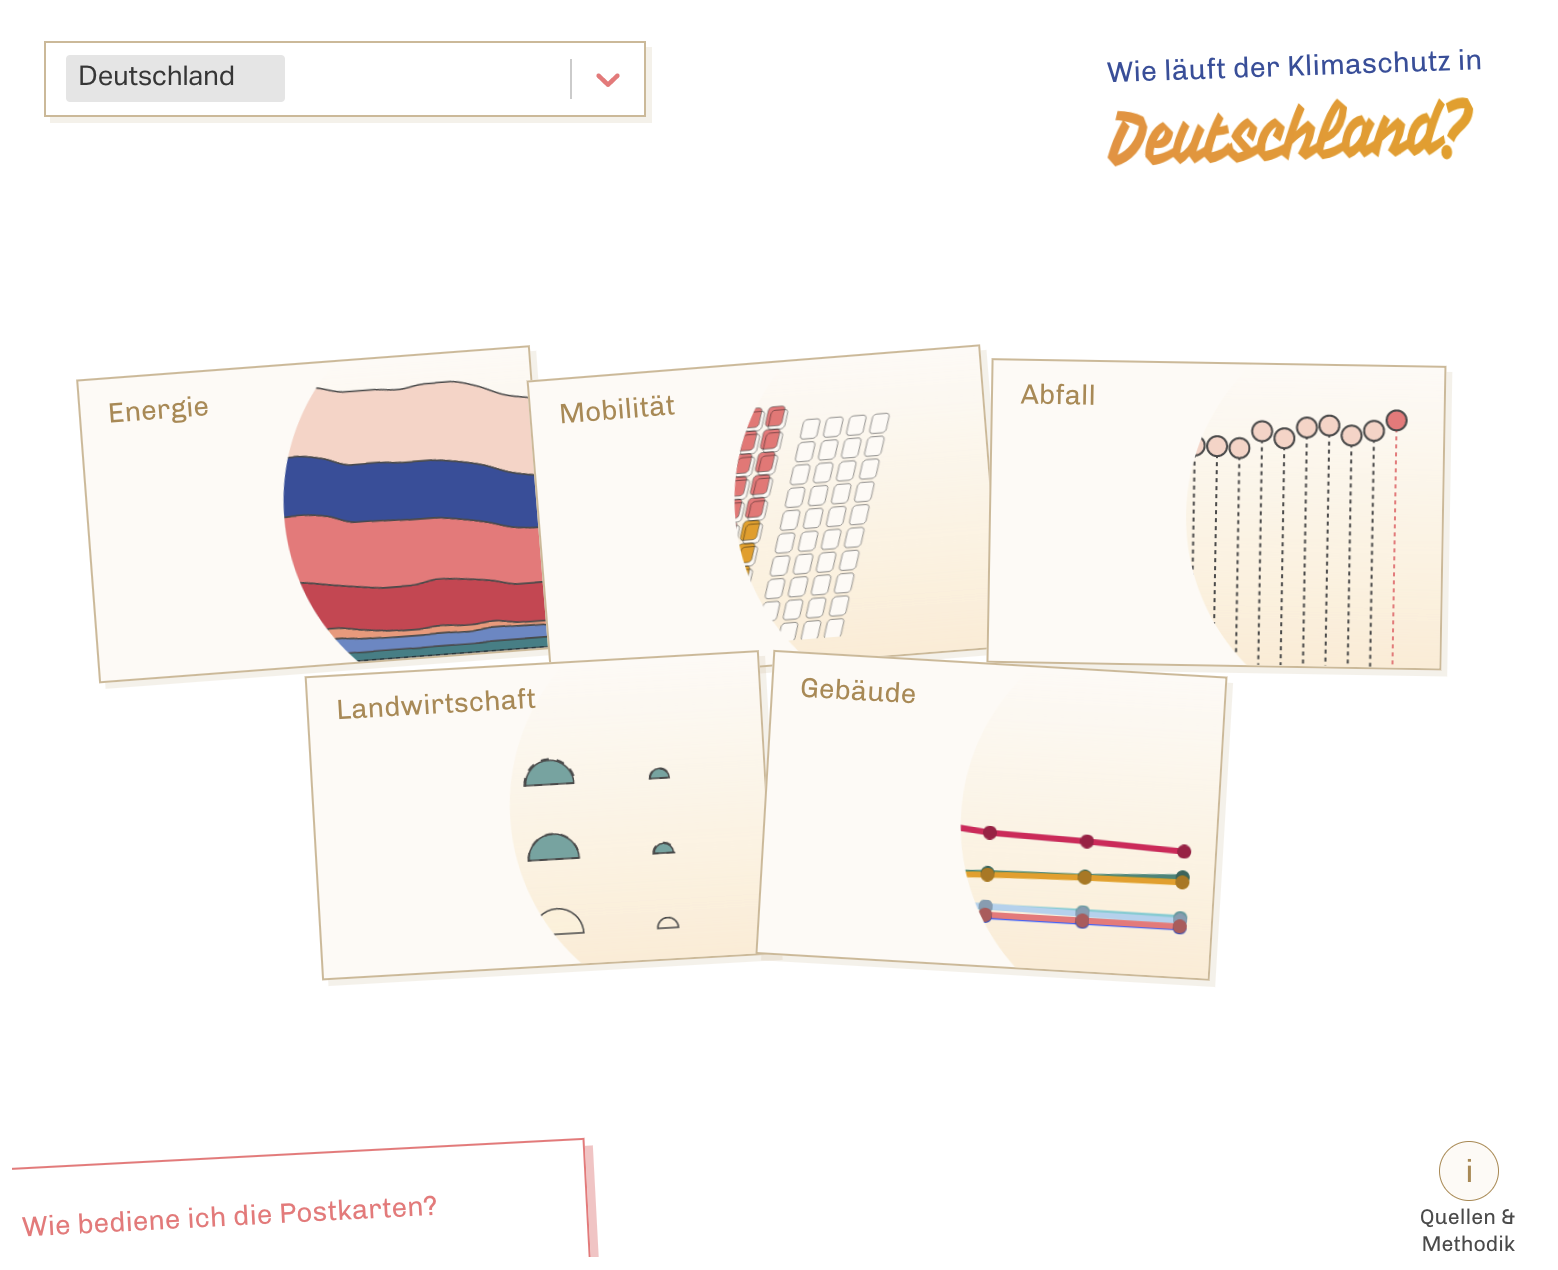 Deutschland
Wie läuft der Klimaschutz in
Deutschland?
Energie
Mobilität
Abfall
Landwirtschaft
Gebäude
Wie bediene ich die Postkarten?
i
Quellen &
Methodik